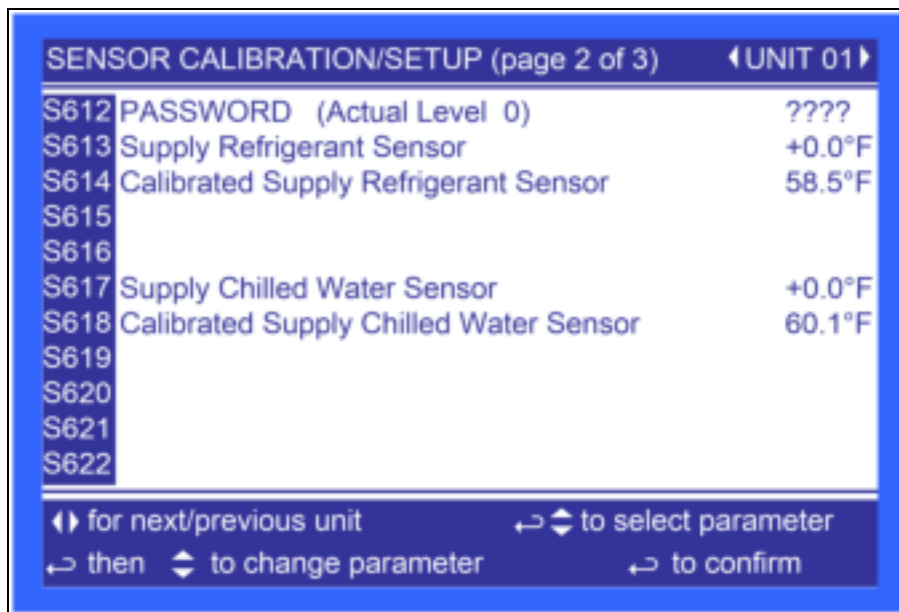 SENSOR CALIBRATION/SETUP (page 2 of 3) UNIT 01
S612 PASSWORD (Actual Level 0) ????
S613 Supply Refrigerant Sensor +0.0°F
S614 Calibrated Supply Refrigerant Sensor 58.5°F
S615
S616
S617 Supply Chilled Water Sensor +0.0°F
S618 Calibrated Supply Chilled Water Sensor 60.1°F
S619
S620
S621
S622
for next/previous unit to select parameter
then to change parameter to confirm